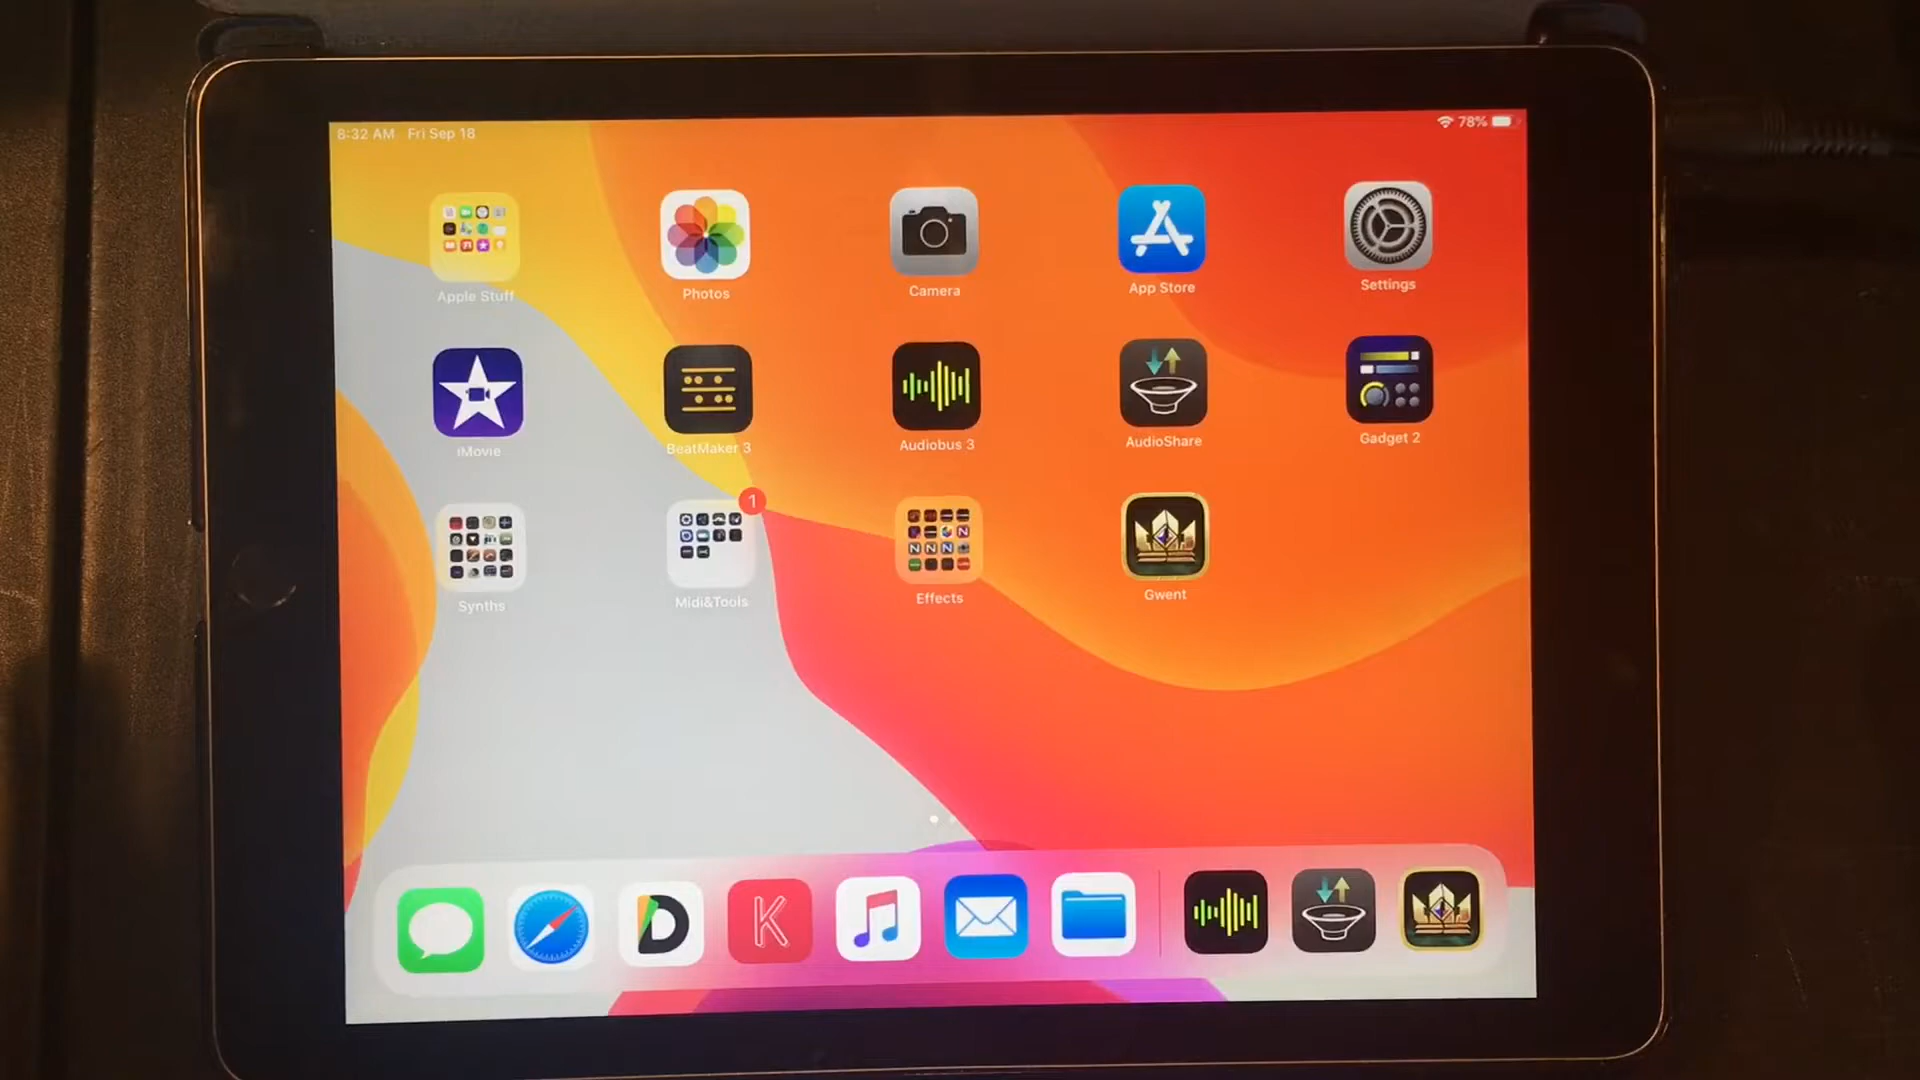 8:32 AM Fri Sep 18
78%
Apple Stuff
Photos
Camera
App Store
Settings
iMovie
BeatMaker 3
Audiobus 3
AudioShare
Gadget 2
1
Synths
Midi&Tools
Effects
Gwent
D
K